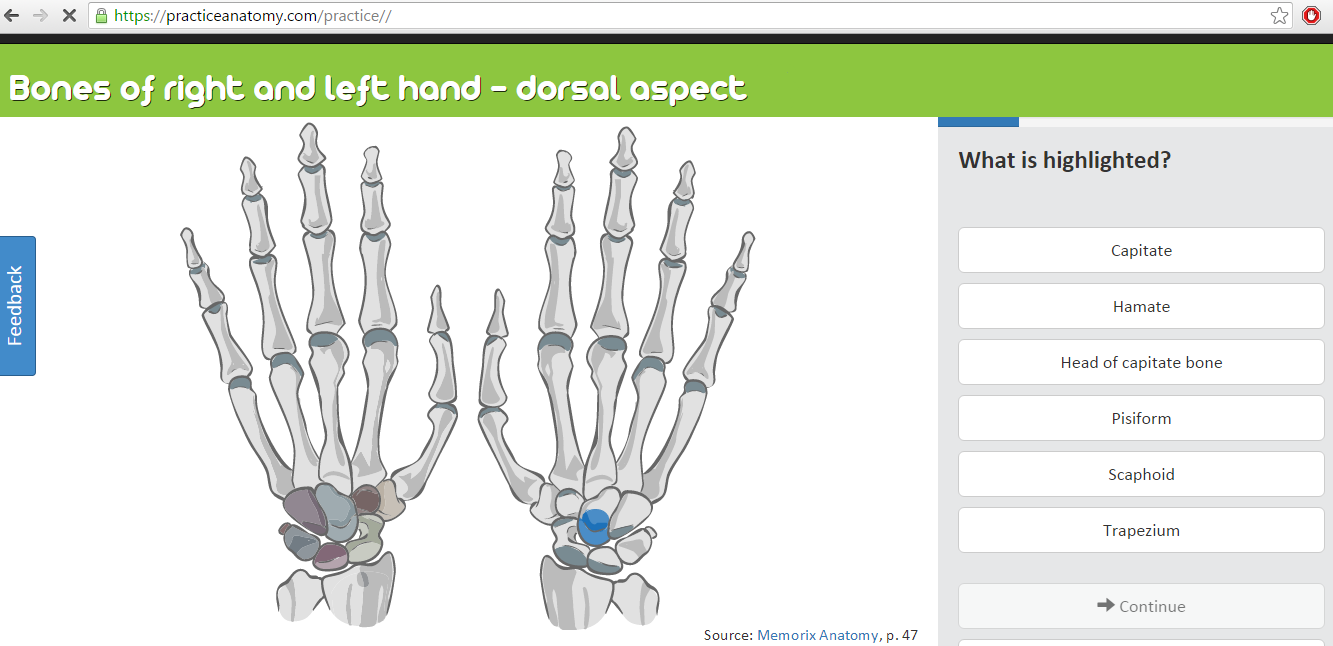 https://practiceanatomy.com/practice//
Bones of right and left hand - dorsal aspect
What is highlighted?
Capitate
Hamate
Head of capitate bone
Pisiform
Scaphoid
Trapezium
Continue
Feedback
Source: Memorix Anatomy, p. 47